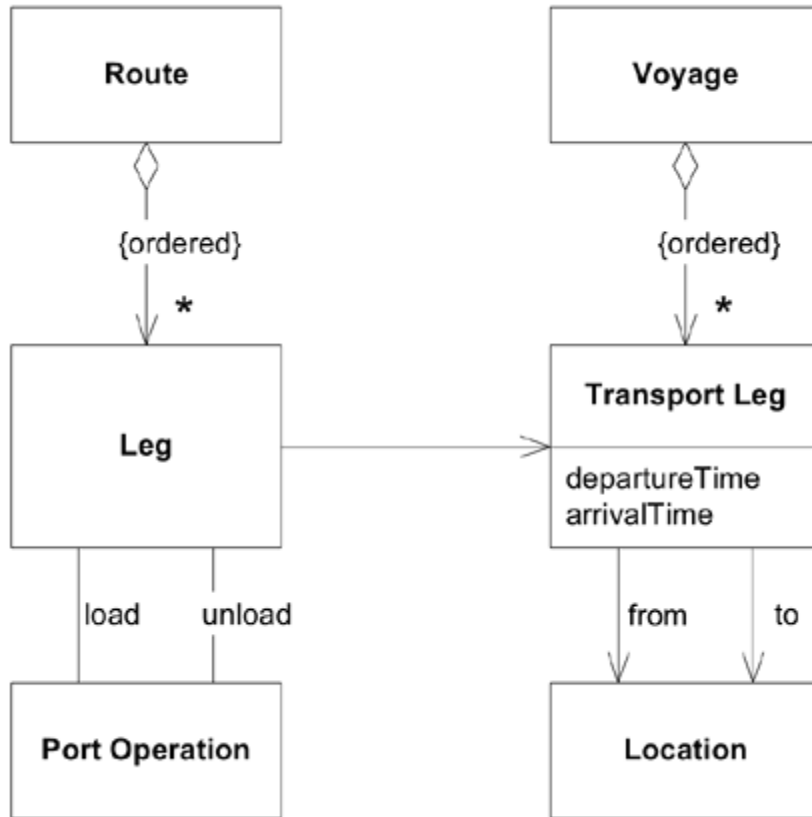 Route
Voyage
{ordered}
{ordered}
*
*
Leg
Transport Leg
departureTime
arrivalTime
load
unload
from
to
Port Operation
Location